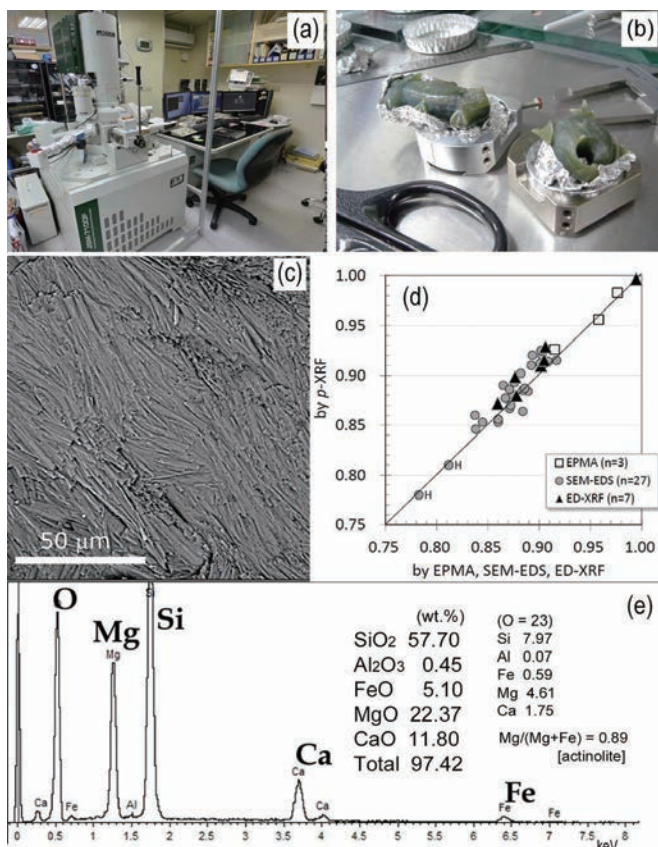 (a)
(b)
(c)
50 μm
(d)
by p-XRF
1.00
0.95
0.90
0.85
0.80
0.75
H
H
EPMA (n=3)
SEM-EDS (n=27)
ED-XRF (n=7)
0.75 0.80 0.85 0.90 0.95 1.00
by EPMA, SEM-EDS, ED-XRF
(e)
O
Mg
Si
Ca
Fe
Si
Mg
Ca
Fe
Al
Ca
Ca
Fe
Fe
(wt.%)
SiO2 57.70
Al2O3 0.45
FeO 5.10
MgO 22.37
CaO 11.80
Total 97.42
(O = 23)
Si 7.97
Al 0.07
Fe 0.59
Mg 4.61
Ca 1.75
Mg/(Mg+Fe) = 0.89
[actinolite]
0 0.5 1 1.5 2 2.5 3 3.5 4 4.5 5 5.5 6 6.5 7 7.5 8
keV